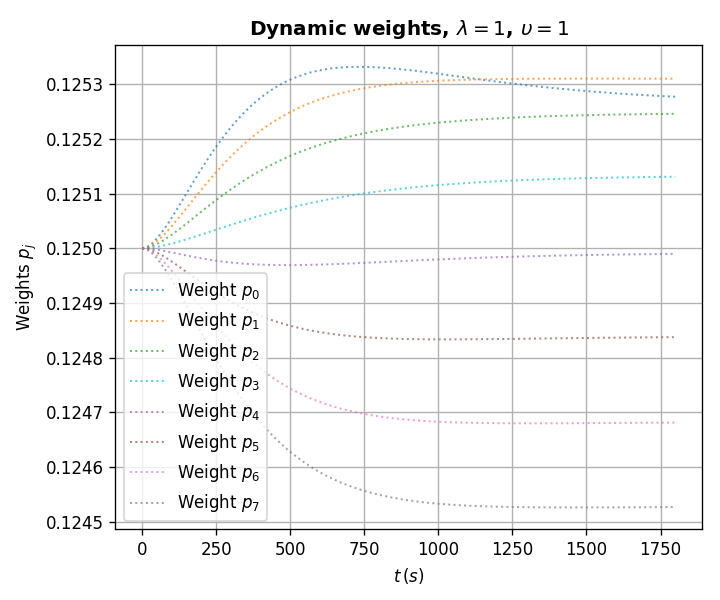 Dynamic weights, λ = 1, υ = 1
Weights p_j
0.1253
0.1252
0.1251
0.1250
0.1249
0.1248
0.1247
0.1246
0.1245
Weight p_0
Weight p_1
Weight p_2
Weight p_3
Weight p_4
Weight p_5
Weight p_6
Weight p_7
0 250 500 750 1000 1250 1500 1750
t (s)